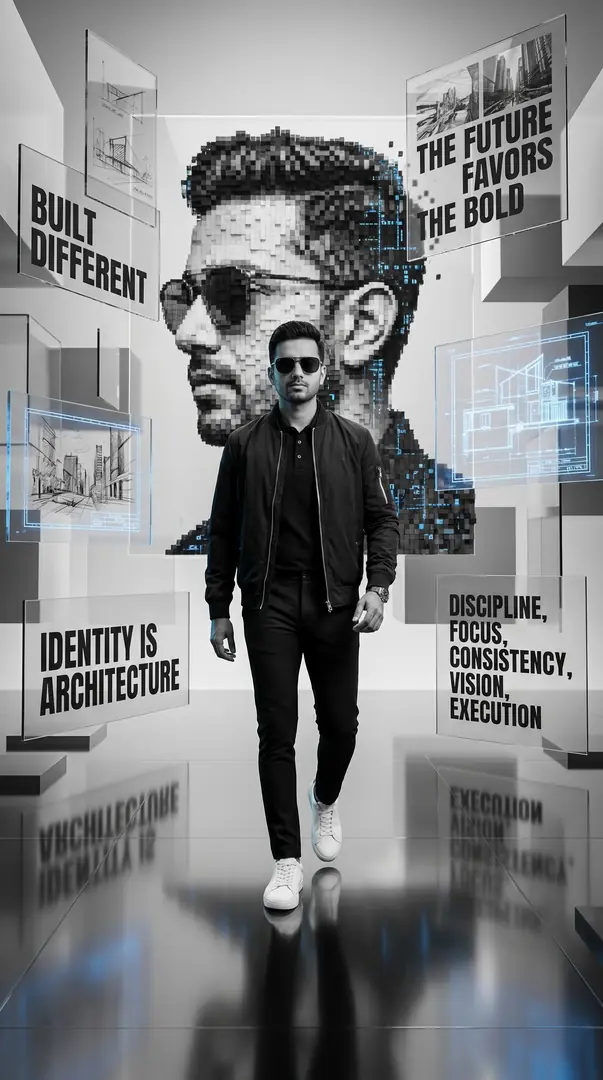 THE FUTURE
FAVORS
THE BOLD
BUILT
DIFFERENT
IDENTITY IS
ARCHITECTURE
DISCIPLINE,
FOCUS,
CONSISTENCY,
VISION,
EXECUTION